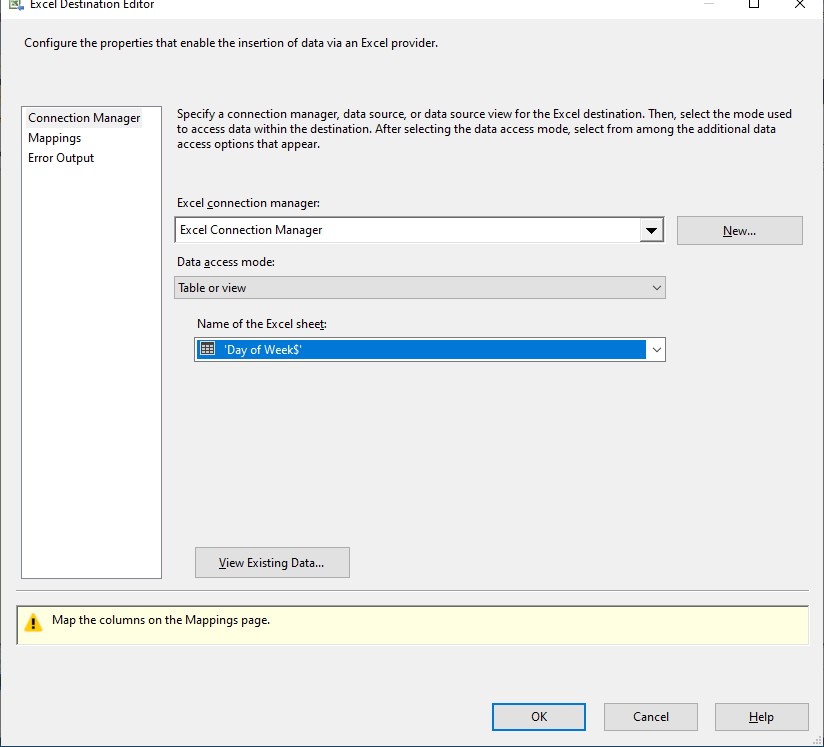 Excel Destination Editor
Configure the properties that enable the insertion of data via an Excel provider.
Connection Manager
Mappings
Error Output
Specify a connection manager, data source, or data source view for the Excel destination. Then, select the mode used
to access data within the destination. After selecting the data access mode, select from among the additional data
access options that appear.
Excel connection manager:
Excel Connection Manager
New...
Data access mode:
Table or view
Name of the Excel sheet:
'Day of Week$'
View Existing Data...
Map the columns on the Mappings page.
OK
Cancel
Help